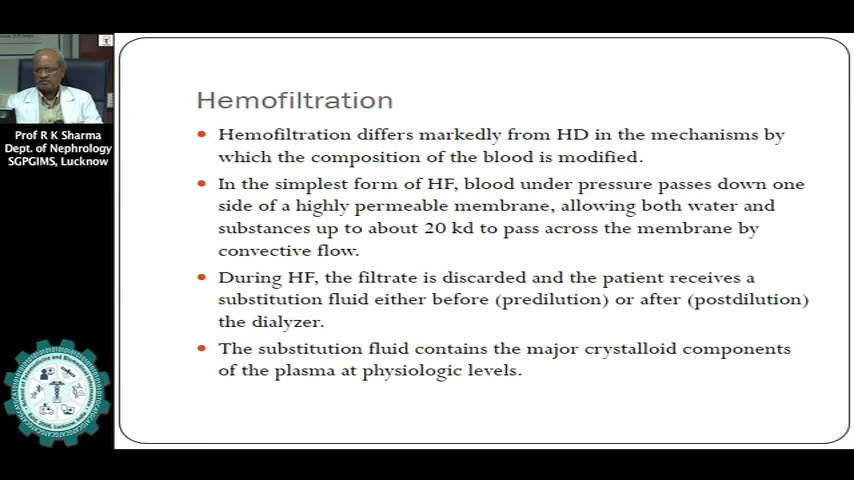 Prof R K Sharma
Dept. of Nephrology
SGPGIMS, Lucknow
Hemofiltration
• Hemofiltration differs markedly from HD in the mechanisms by
which the composition of the blood is modified.
• In the simplest form of HF, blood under pressure passes down one
side of a highly permeable membrane, allowing both water and
substances up to about 20 kd to pass across the membrane by
convective flow.
• During HF, the filtrate is discarded and the patient receives a
substitution fluid either before (predilution) or after (postdilution)
the dialyzer.
• The substitution fluid contains the major crystalloid components
of the plasma at physiologic levels.